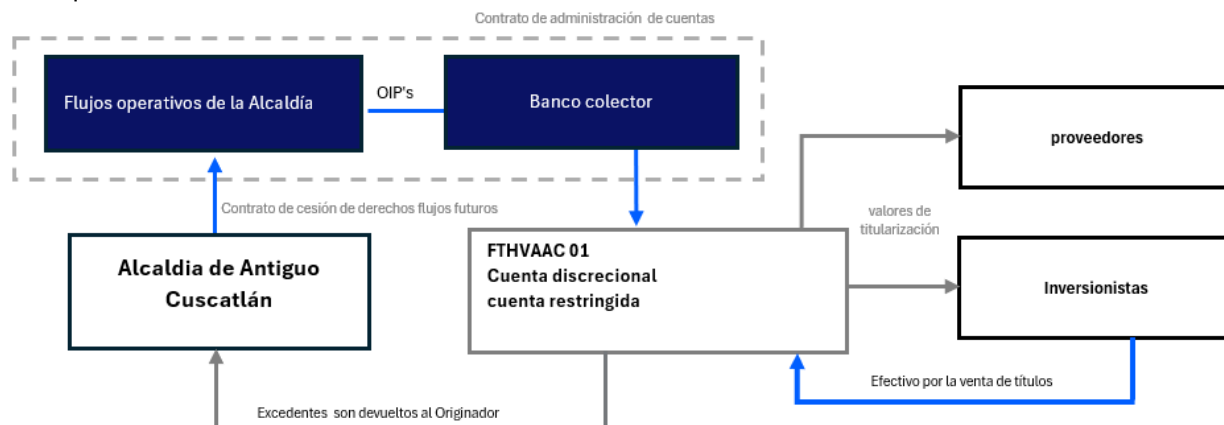 Contrato de administración de cuentas
Flujos operativos de la Alcaldía
OIP's
Banco colector
proveedores
Contrato de cesión de derechos flujos futuros
valores de
titularización
Alcaldia de Antiguo
Cuscatlán
FTHVAAC 01
Cuenta discrecional
cuenta restringida
Inversionistas
Efectivo por la venta de títulos
Excedentes son devueltos al Originador